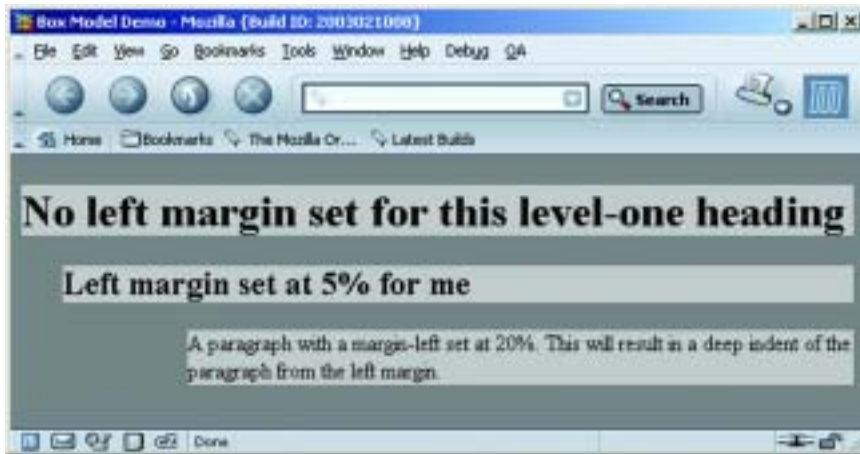 Box Model Demo - Mozilla {Build ID: 2003021008}
File Edit View Go Bookmarks Tools Window Help Debug QA
Search
Home Bookmarks The Mozilla Or... Latest Builds
No left margin set for this level-one heading
Left margin set at 5% for me
A paragraph with a margin-left set at 20%. This will result in a deep indent of the
paragraph from the left margin.
Done